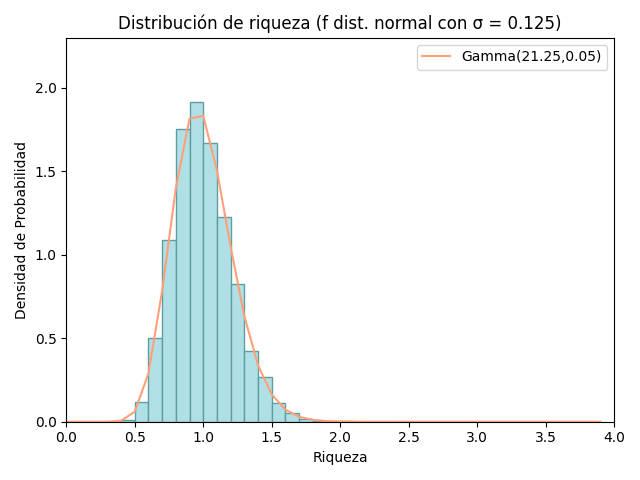 Distribución de riqueza (f dist. normal con σ = 0.125)
Gamma(21.25,0.05)
Densidad de Probabilidad
2.0
1.5
1.0
0.5
0.0
0.0 0.5 1.0 1.5 2.0 2.5 3.0 3.5 4.0
Riqueza